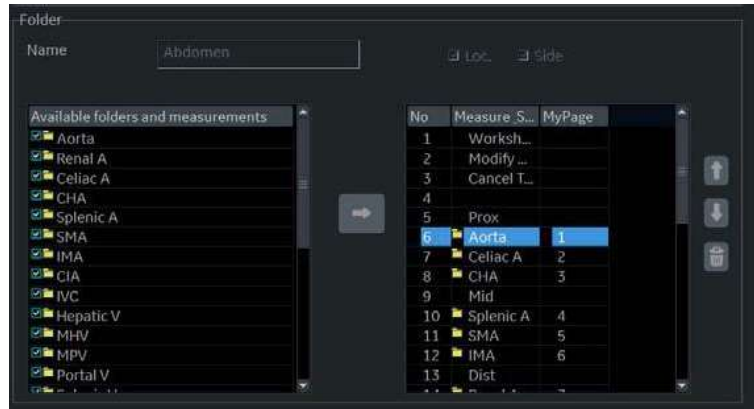 Folder
Name Abdomen Loc. Side
Available folders and measurements
Aorta
Renal A
Celiac A
CHA
Splenic A
SMA
IMA
CIA
IVC
Hepatic V
MHV
MPV
Portal V
No Measure_S... MyPage
1 Worksh...
2 Modify ...
3 Cancel T...
4
5 Prox
6 Aorta 1
7 Celiac A 2
8 CHA 3
9 Mid
10 Splenic A 4
11 SMA 5
12 IMA 6
13 Dist